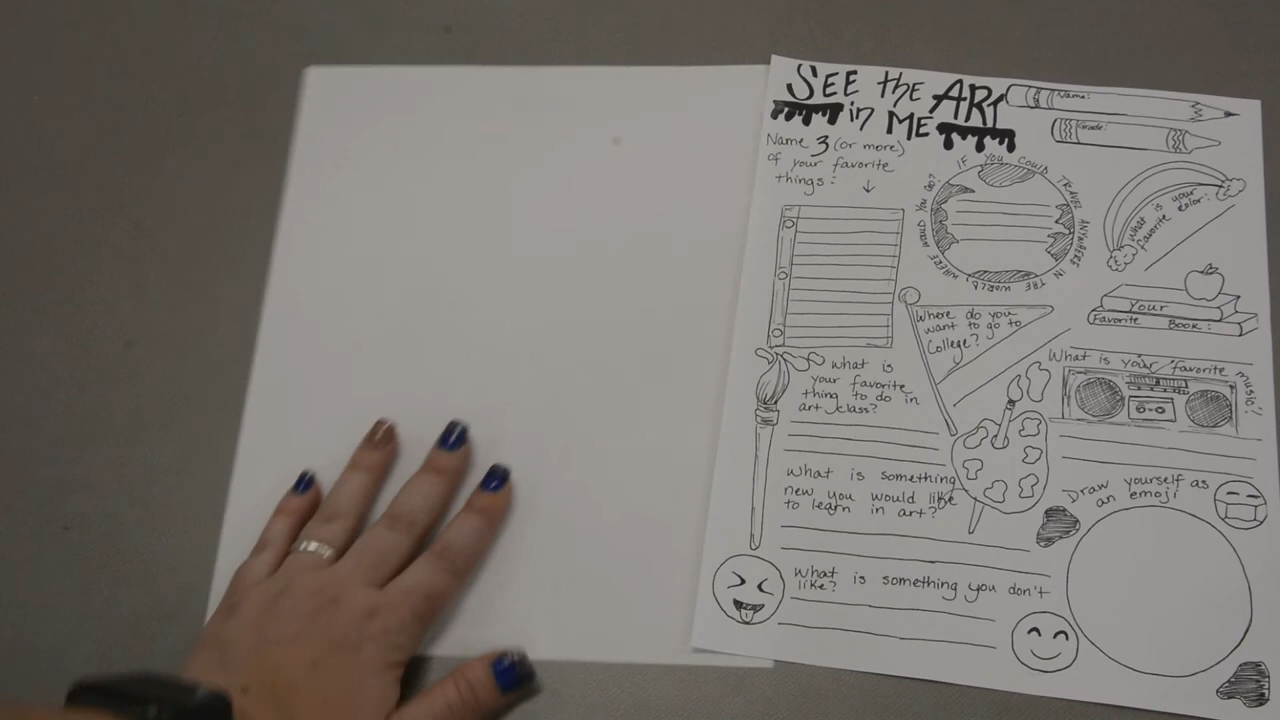 SEE the ART
in ME
Name:
Grade:
Name 3 (or more)
of your favorite
things:
IF YOU COULD TRAVEL ANYWHERE IN THE WORLD, WHERE WOULD YOU GO?
What is your
favorite color:
Your
Favorite Book:
Where do you
want to go to
College?
What is your favorite music?
What is
your favorite
thing to do in
art class?
What is something
new you would like
to learn in art?
Draw yourself as
an emoji
What is something you don't
like?